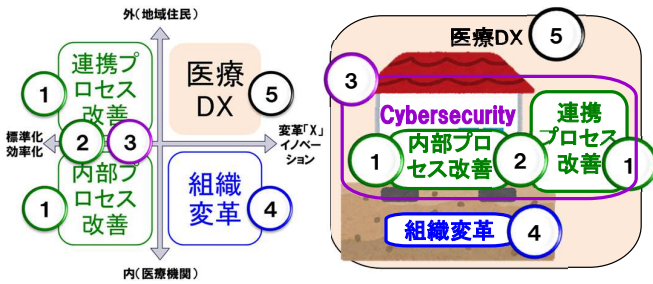 外(地域住民)
連携プ
ロセス
改善
1
医療
DX
5
標準化
効率化
2
3
変革「X」
イノベー
ション
内部プ
ロセス
改善
1
組織
変革
4
内(医療機関)
医療DX
5
3
Cybersecurity
連携
プロセス
改善
1
内部プロ
セス改善
1
2
組織変革
4